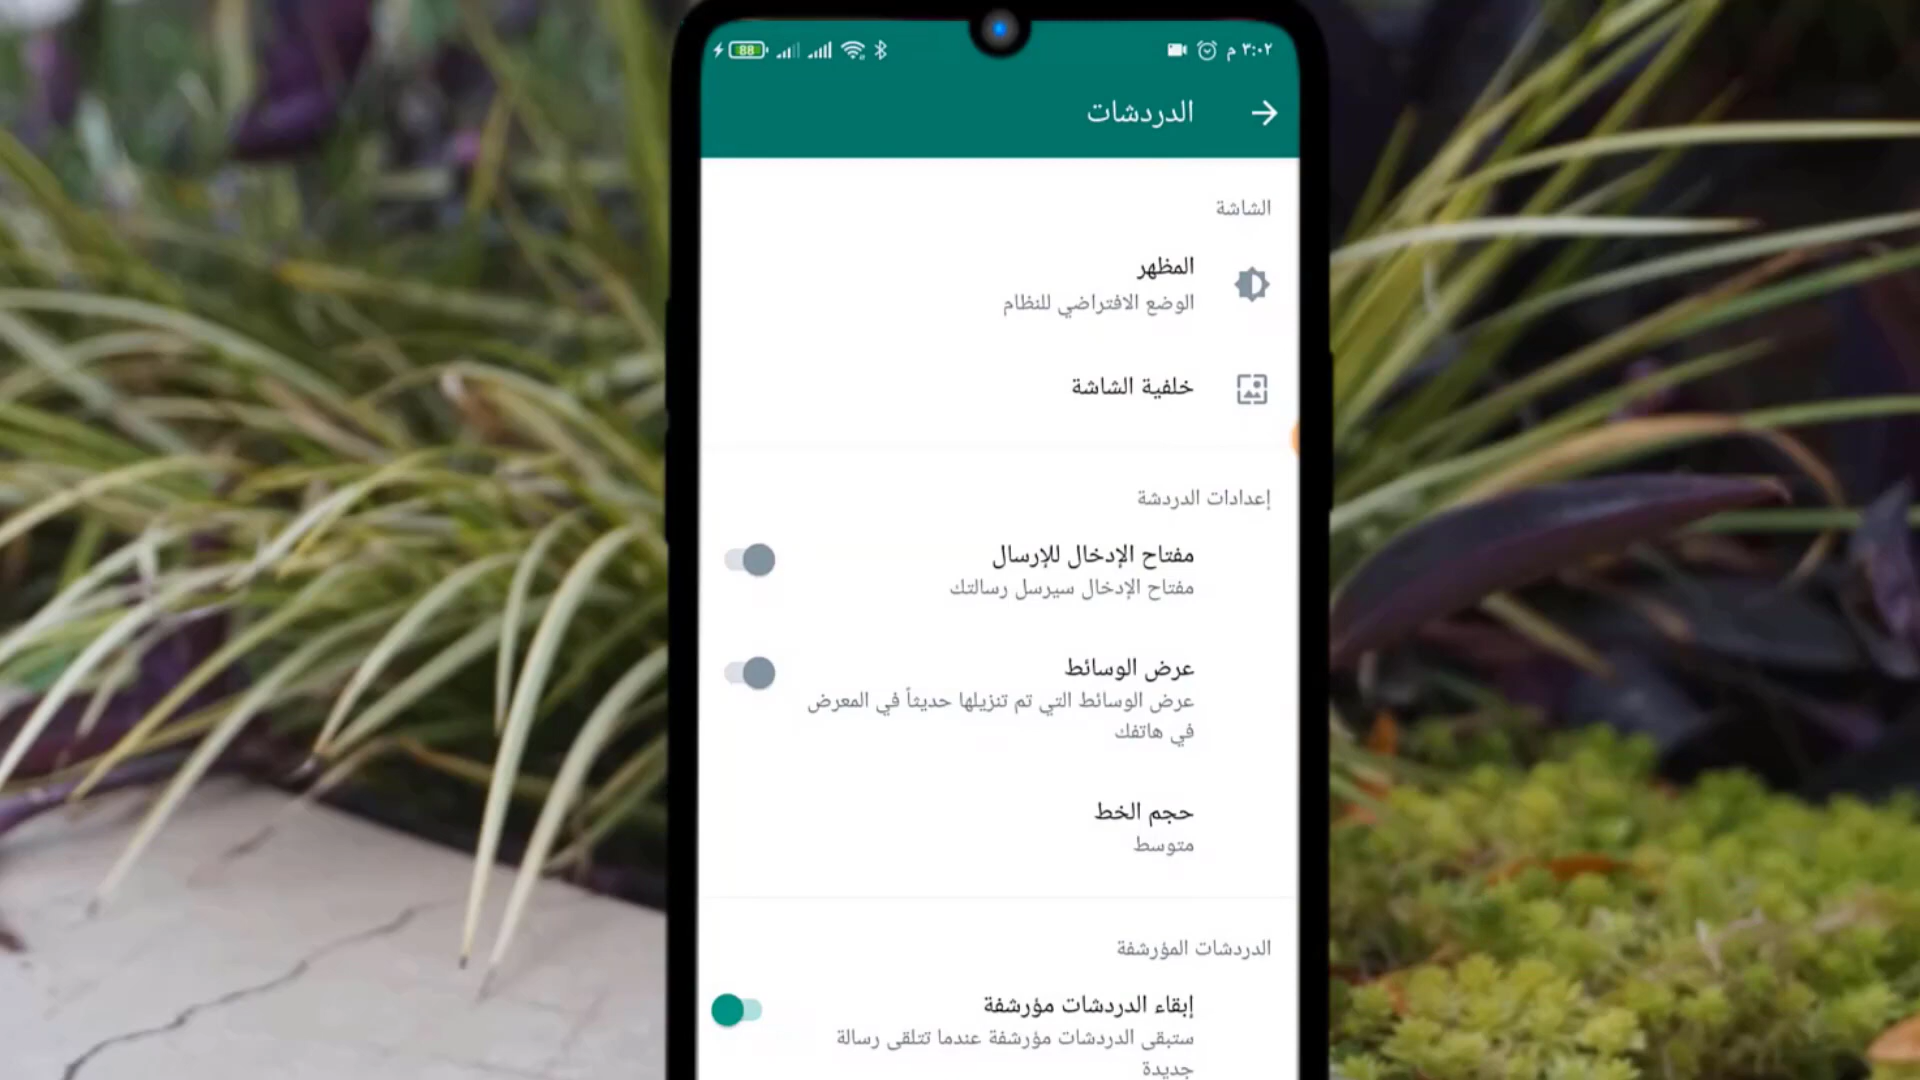 88
٣:٠٢ م
الدردشات
الشاشة
المظهر
الوضع الافتراضي للنظام
خلفية الشاشة
إعدادات الدردشة
مفتاح الإدخال للإرسال
مفتاح الإدخال سيرسل رسالتك
عرض الوسائط
عرض الوسائط التي تم تنزيلها حديثاً في المعرض
في هاتفك
حجم الخط
متوسط
الدردشات المؤرشفة
إبقاء الدردشات مؤرشفة
ستبقى الدردشات مؤرشفة عندما تتلقى رسالة
جديدة